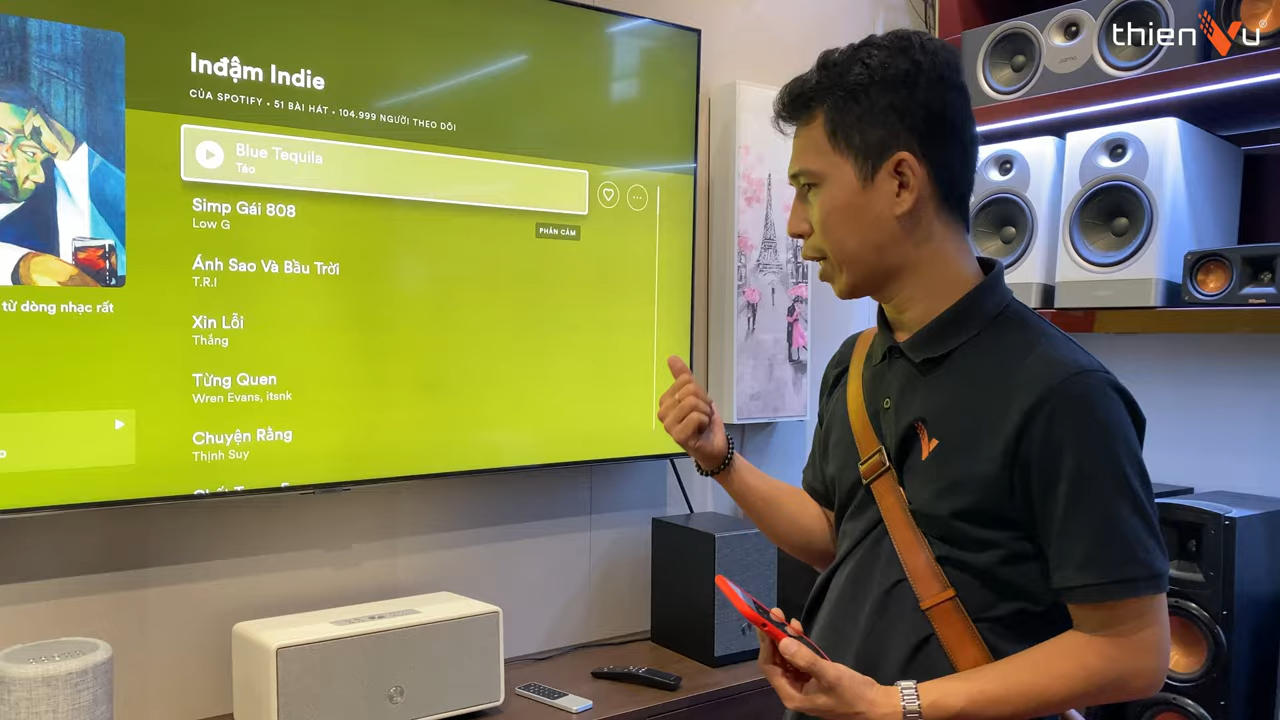 thienVu
Inđậm Indie
CỦA SPOTIFY • 51 BÀI HÁT • 104.999 NGƯỜI THEO DÕI
Blue Tequila
Táo
Simp Gái 808
Low G
PHẢN CẢM
Ánh Sao Và Bầu Trời
T.R.I
Xin Lỗi
Thắng
Từng Quen
Wren Evans, itsnk
Chuyện Rằng
Thịnh Suy
từ dòng nhạc rất